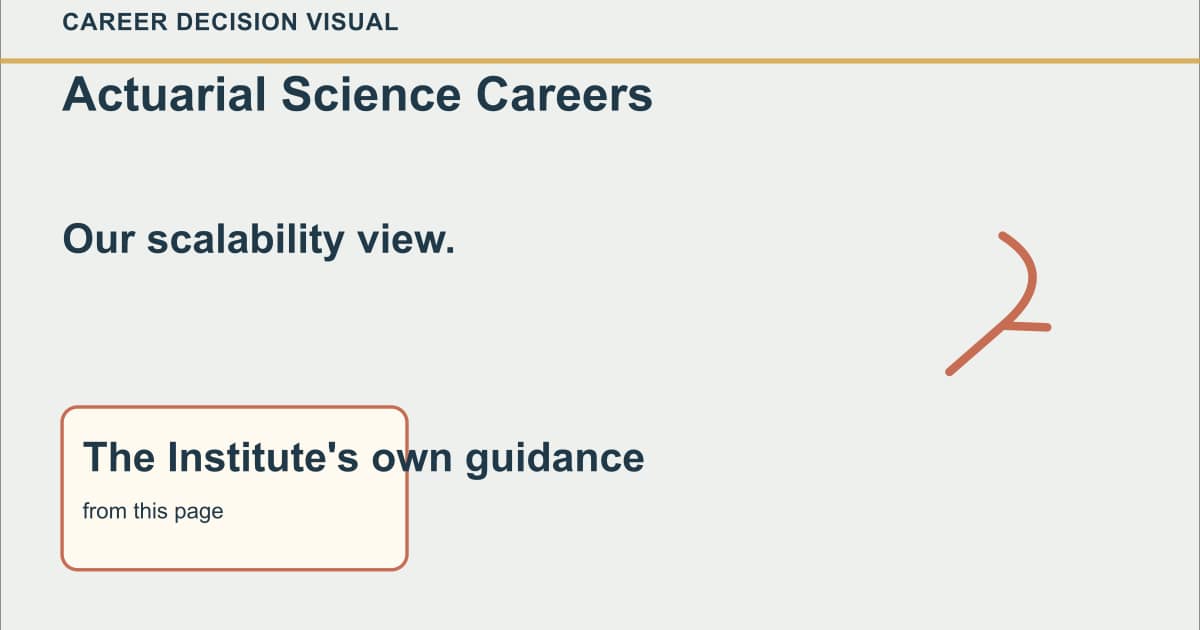 CAREER DECISION VISUAL
Actuarial Science Careers
Our scalability view.
The Institute's own guidance
from this page